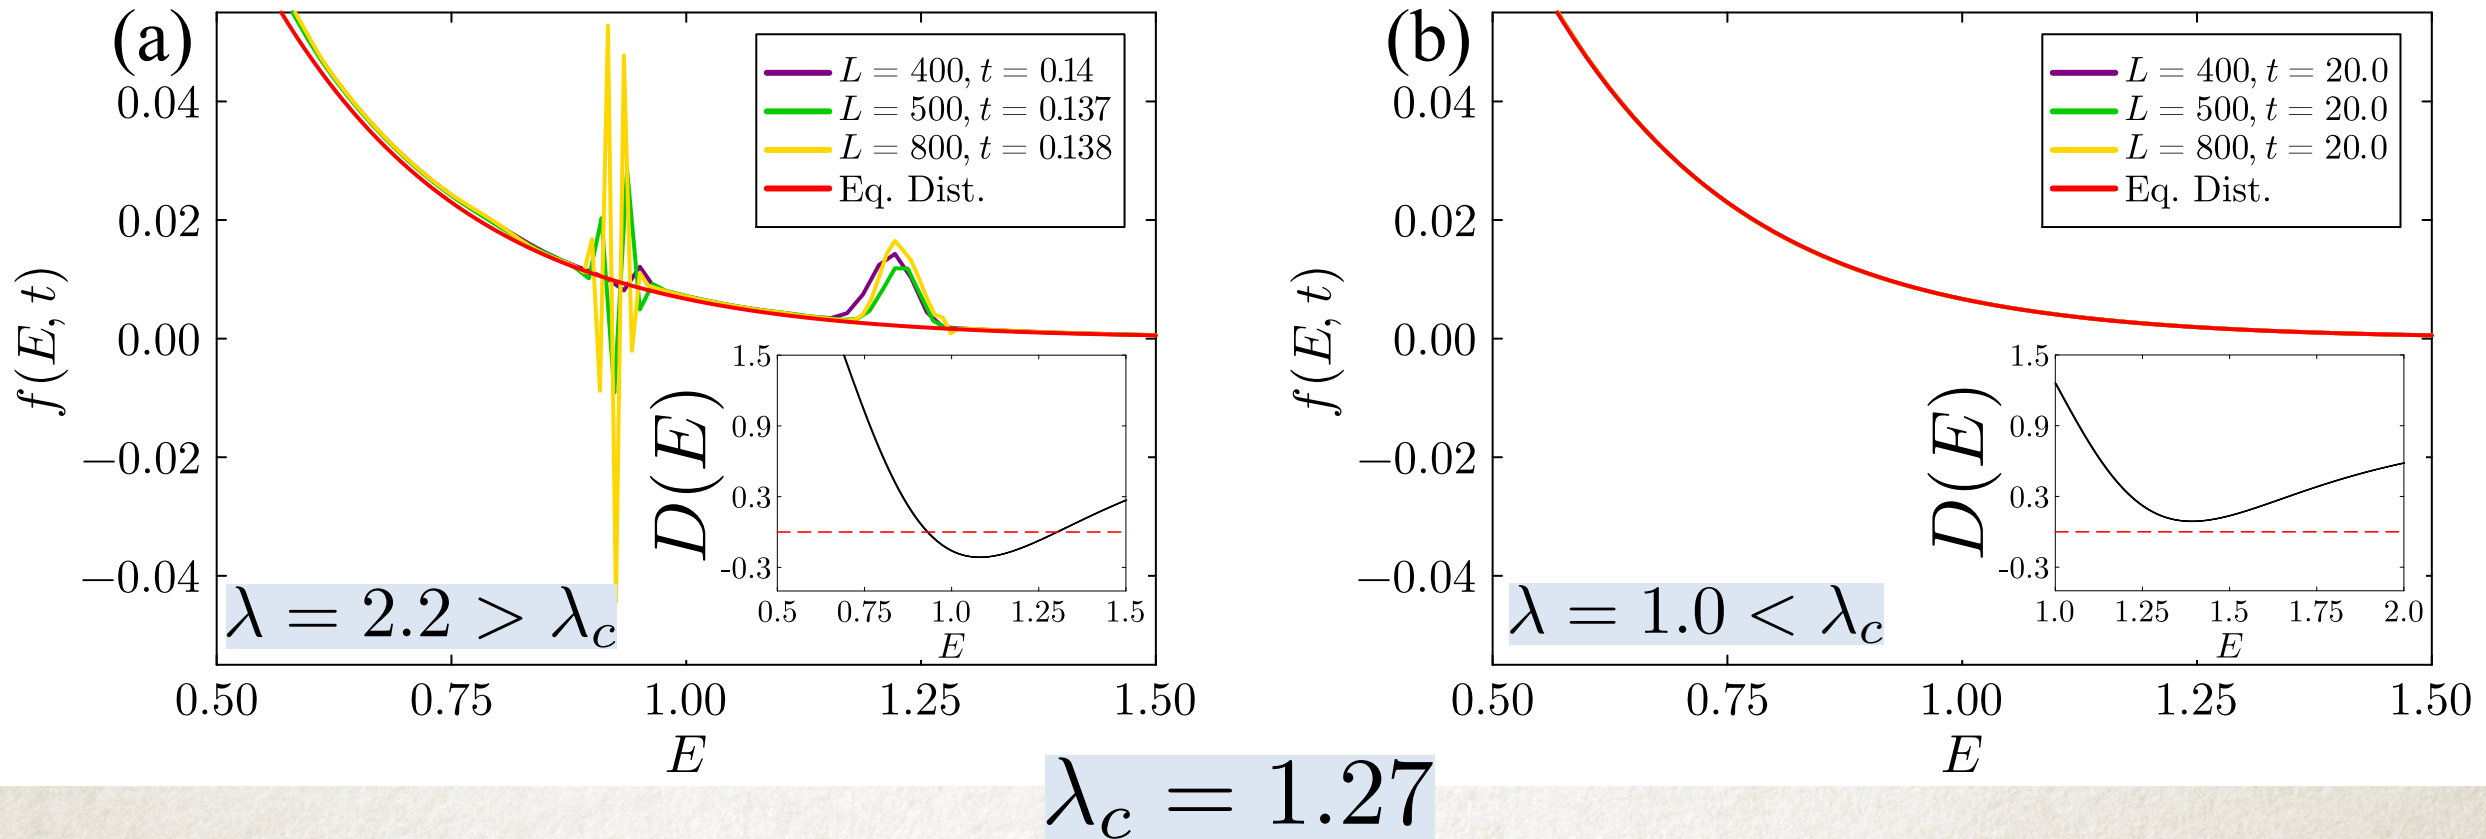 (a)
L = 400, t = 0.14
L = 500, t = 0.137
L = 800, t = 0.138
Eq. Dist.
f(E, t)
0.04
0.02
0.00
−0.02
−0.04
D(E)
1.5
0.9
0.3
-0.3
0.5 0.75 1.0 1.25 1.5
E
λ = 2.2 > λc
0.50 0.75 1.00 1.25 1.50
E
(b)
L = 400, t = 20.0
L = 500, t = 20.0
L = 800, t = 20.0
Eq. Dist.
f(E, t)
0.04
0.02
0.00
−0.02
−0.04
D(E)
1.5
0.9
0.3
-0.3
1.0 1.25 1.5 1.75 2.0
E
λ = 1.0 < λc
0.50 0.75 1.00 1.25 1.50
E
λc = 1.27